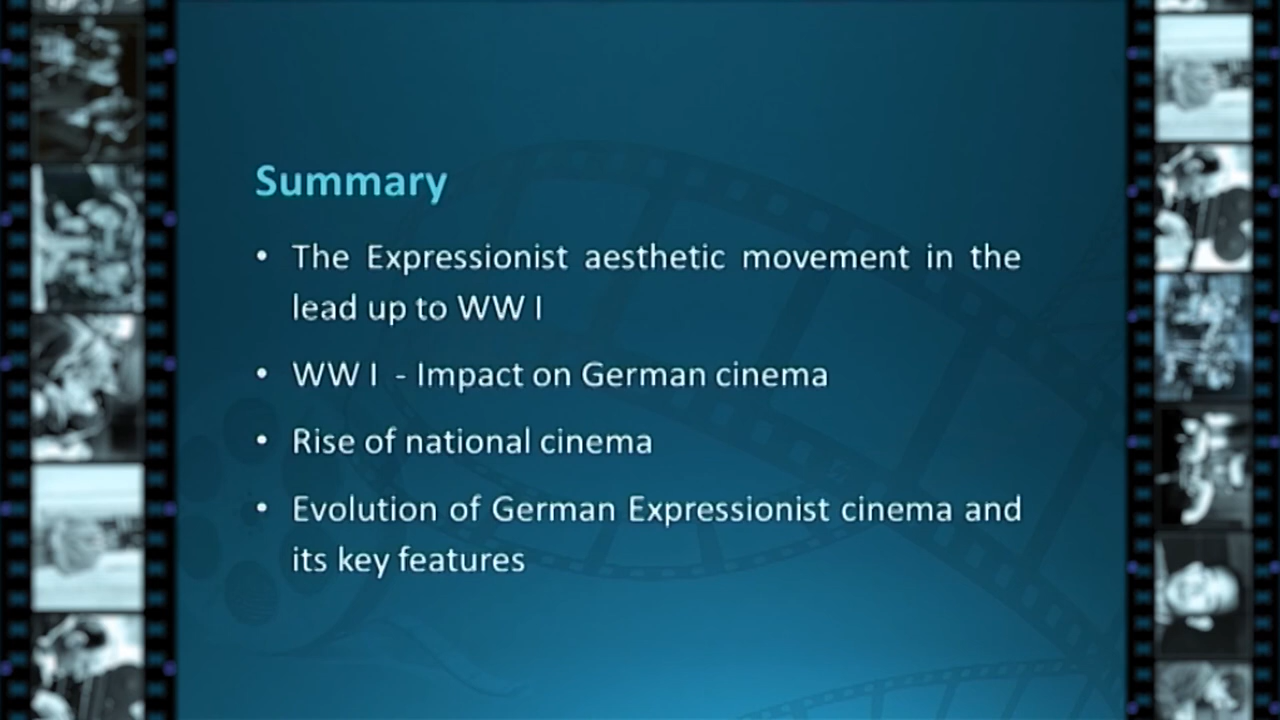 Summary
• The Expressionist aesthetic movement in the
lead up to WW I
• WW I - Impact on German cinema
• Rise of national cinema
• Evolution of German Expressionist cinema and
its key features